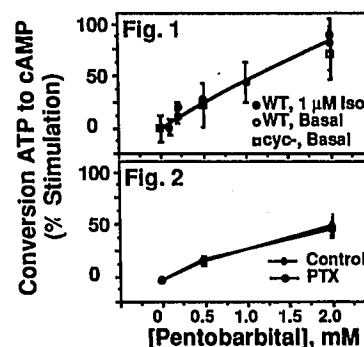 Conversion ATP to cAMP
(% Stimulation)
Fig. 1
100
50
0
WT, 1 μM Iso
WT, Basal
cyc-, Basal
Fig. 2
100
50
0
Control
PTX
0 0.5 1.0 1.5 2.0
[Pentobarbital], mM